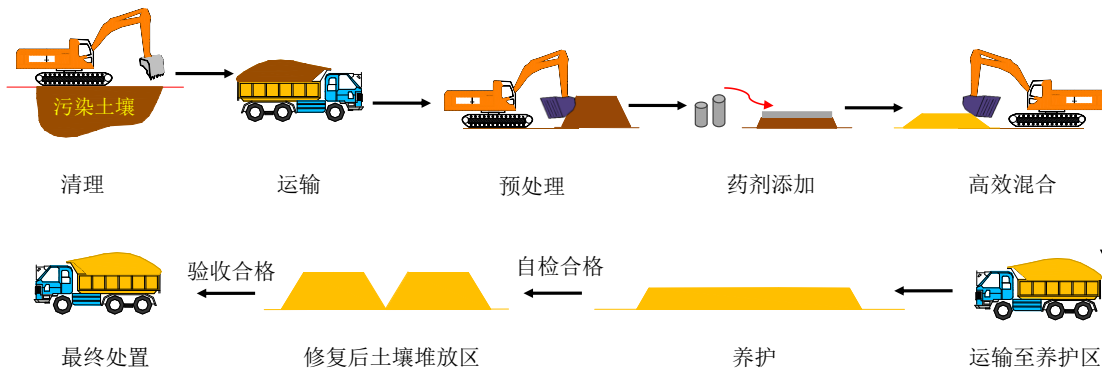 污染土壤
清理
运输
预处理
药剂添加
高效混合
验收合格
自检合格
最终处置
修复后土壤堆放区
养护
运输至养护区